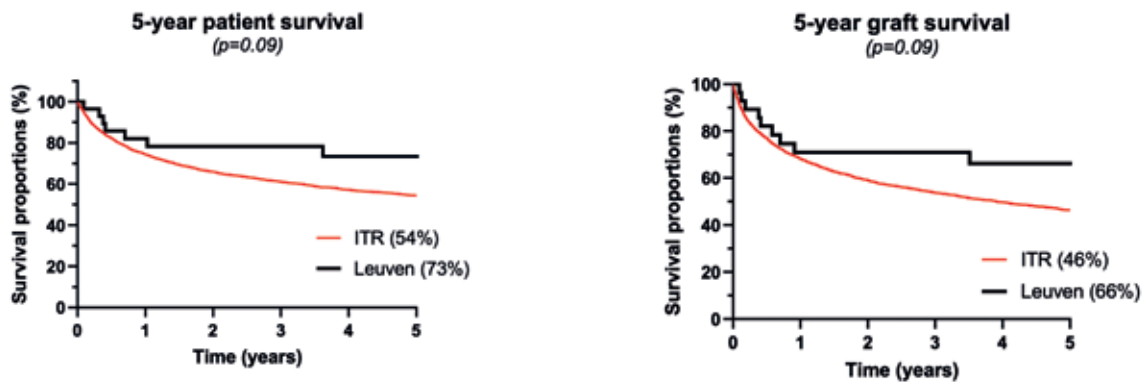 5-year patient survival
(p=0.09)
Survival proportions (%)
100
80
60
40
20
0
ITR (54%)
Leuven (73%)
0 1 2 3 4 5
Time (years)
5-year graft survival
(p=0.09)
Survival proportions (%)
100
80
60
40
20
0
ITR (46%)
Leuven (66%)
0 1 2 3 4 5
Time (years)